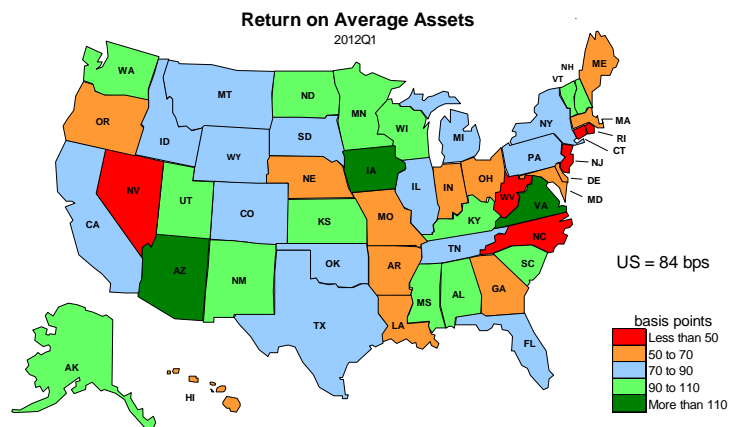 Return on Average Assets
2012Q1
WA
MT
ND
MN
ME
NH
VT
OR
ID
SD
WI
MI
NY
MA
RI
CT
WY
NE
IA
IL
IN
OH
PA
NJ
DE
MD
NV
UT
CO
KS
MO
KY
WV
VA
CA
AZ
NM
OK
AR
TN
NC
SC
US = 84 bps
TX
LA
MS
AL
GA
FL
AK
HI
basis points
Less than 50
50 to 70
70 to 90
90 to 110
More than 110